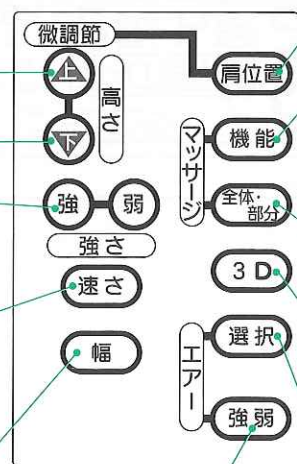 微調節
上
高さ
下
肩位置
マッサージ
機能
全体・
部分
強
弱
強さ
速さ
3D
幅
エアー
選択
強弱